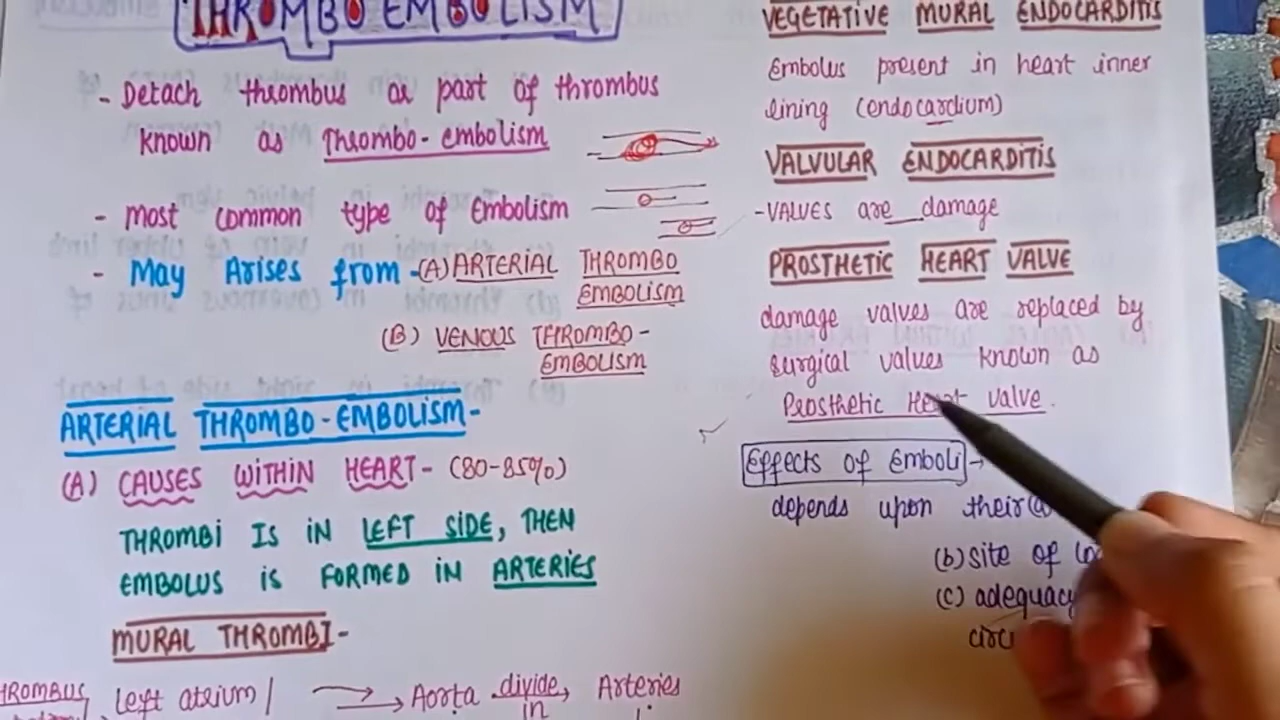 THROMBO EMBOLISM
- Detach thrombus or part of thrombus
known as Thrombo-embolism
- most common type of Embolism
- May Arises from - (A) ARTERIAL THROMBO
EMBOLISM
(B) VENOUS THROMBO-
EMBOLISM
ARTERIAL THROMBO-EMBOLISM-
(A) CAUSES WITHIN HEART- (80-85%)
THROMBI IS IN LEFT SIDE, THEN
EMBOLUS IS FORMED IN ARTERIES
MURAL THROMBI-
left atrium/ → Aorta divide in → Arteries
VEGETATIVE MURAL ENDOCARDITIS
Embolus present in heart inner
lining (endocardium)
VALVULAR ENDOCARDITIS
-VALVES are damage
PROSTHETIC HEART VALVE
damage valves are replaced by
surgical valves known as
Prosthetic Heart valve.
Effects of Emboli →
depends upon their (a)
(b) site of
(c) adequacy